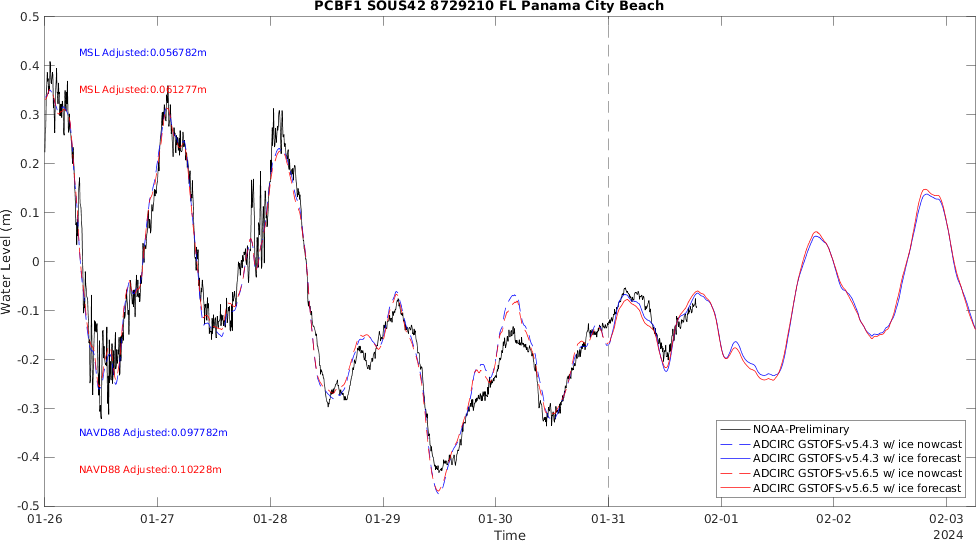 PCBF1 SOUS42 8729210 FL Panama City Beach
0.5
0.4
0.3
0.2
0.1
0
-0.1
-0.2
-0.3
-0.4
-0.5
Water Level (m)
MSL Adjusted:0.056782m
MSL Adjusted:0.061277m
NAVD88 Adjusted:0.097782m
NAVD88 Adjusted:0.10228m
NOAA-Preliminary
ADCIRC GSTOFS-v5.4.3 w/ ice nowcast
ADCIRC GSTOFS-v5.4.3 w/ ice forecast
ADCIRC GSTOFS-v5.6.5 w/ ice nowcast
ADCIRC GSTOFS-v5.6.5 w/ ice forecast
01-26 01-27 01-28 01-29 01-30 01-31 02-01 02-02 02-03
Time
2024